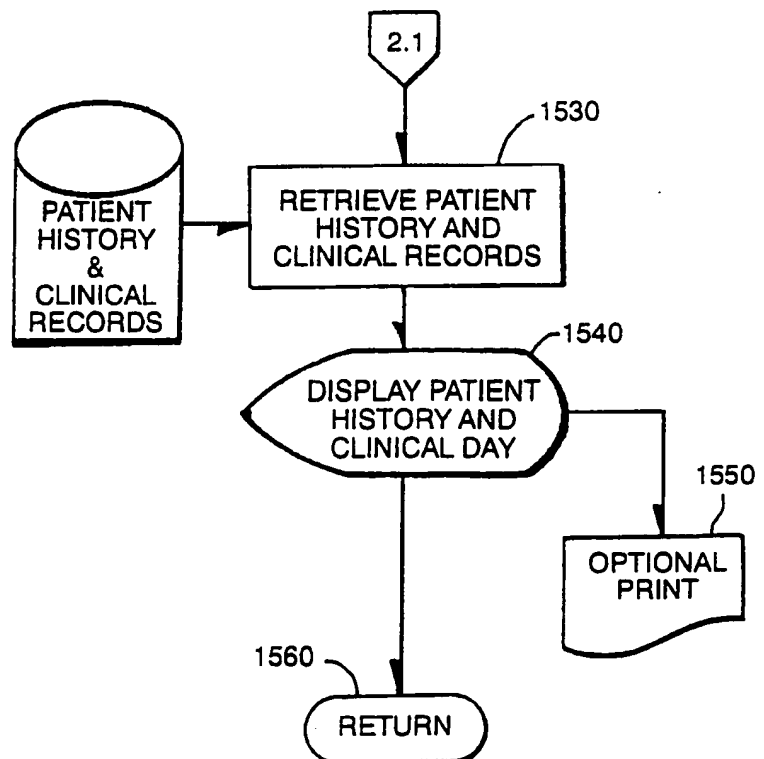 2.1
1530
PATIENT
HISTORY
&
CLINICAL
RECORDS
RETRIEVE PATIENT
HISTORY AND
CLINICAL RECORDS
1540
DISPLAY PATIENT
HISTORY AND
CLINICAL DAY
1550
OPTIONAL
PRINT
1560
RETURN